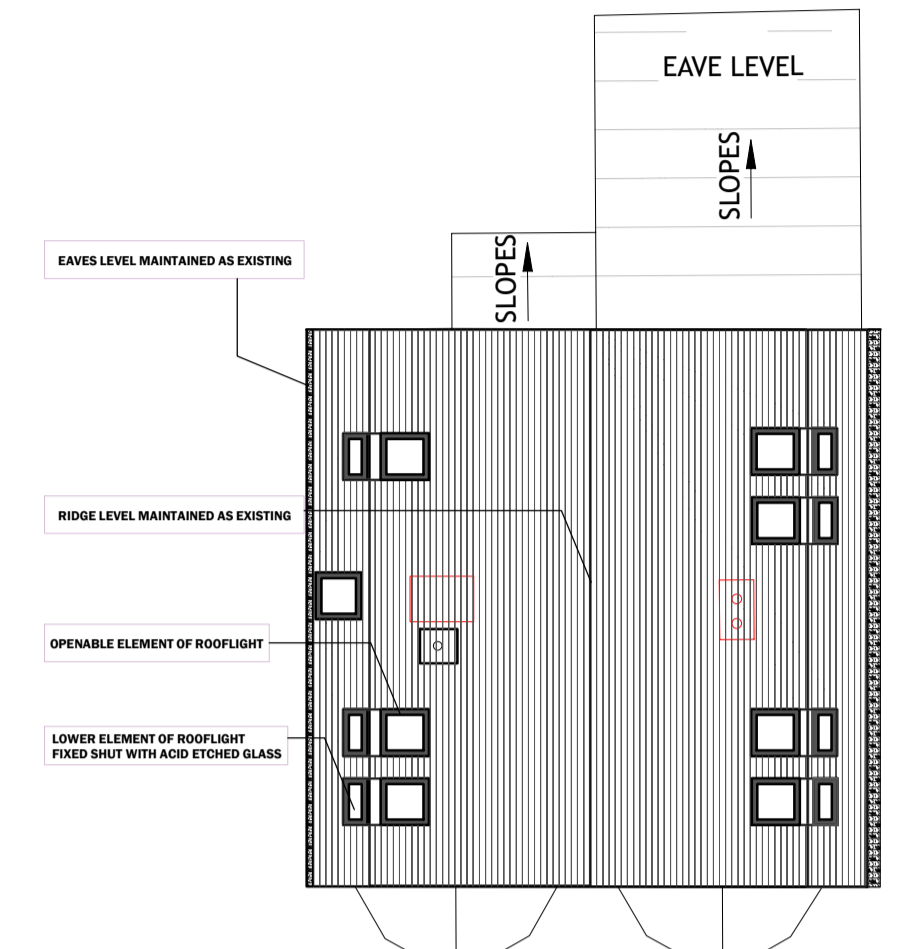 EAVE LEVEL
SLOPES
SLOPES
EAVES LEVEL MAINTAINED AS EXISTING
RIDGE LEVEL MAINTAINED AS EXISTING
OPENABLE ELEMENT OF ROOFLIGHT
LOWER ELEMENT OF ROOFLIGHT
FIXED SHUT WITH ACID ETCHED GLASS